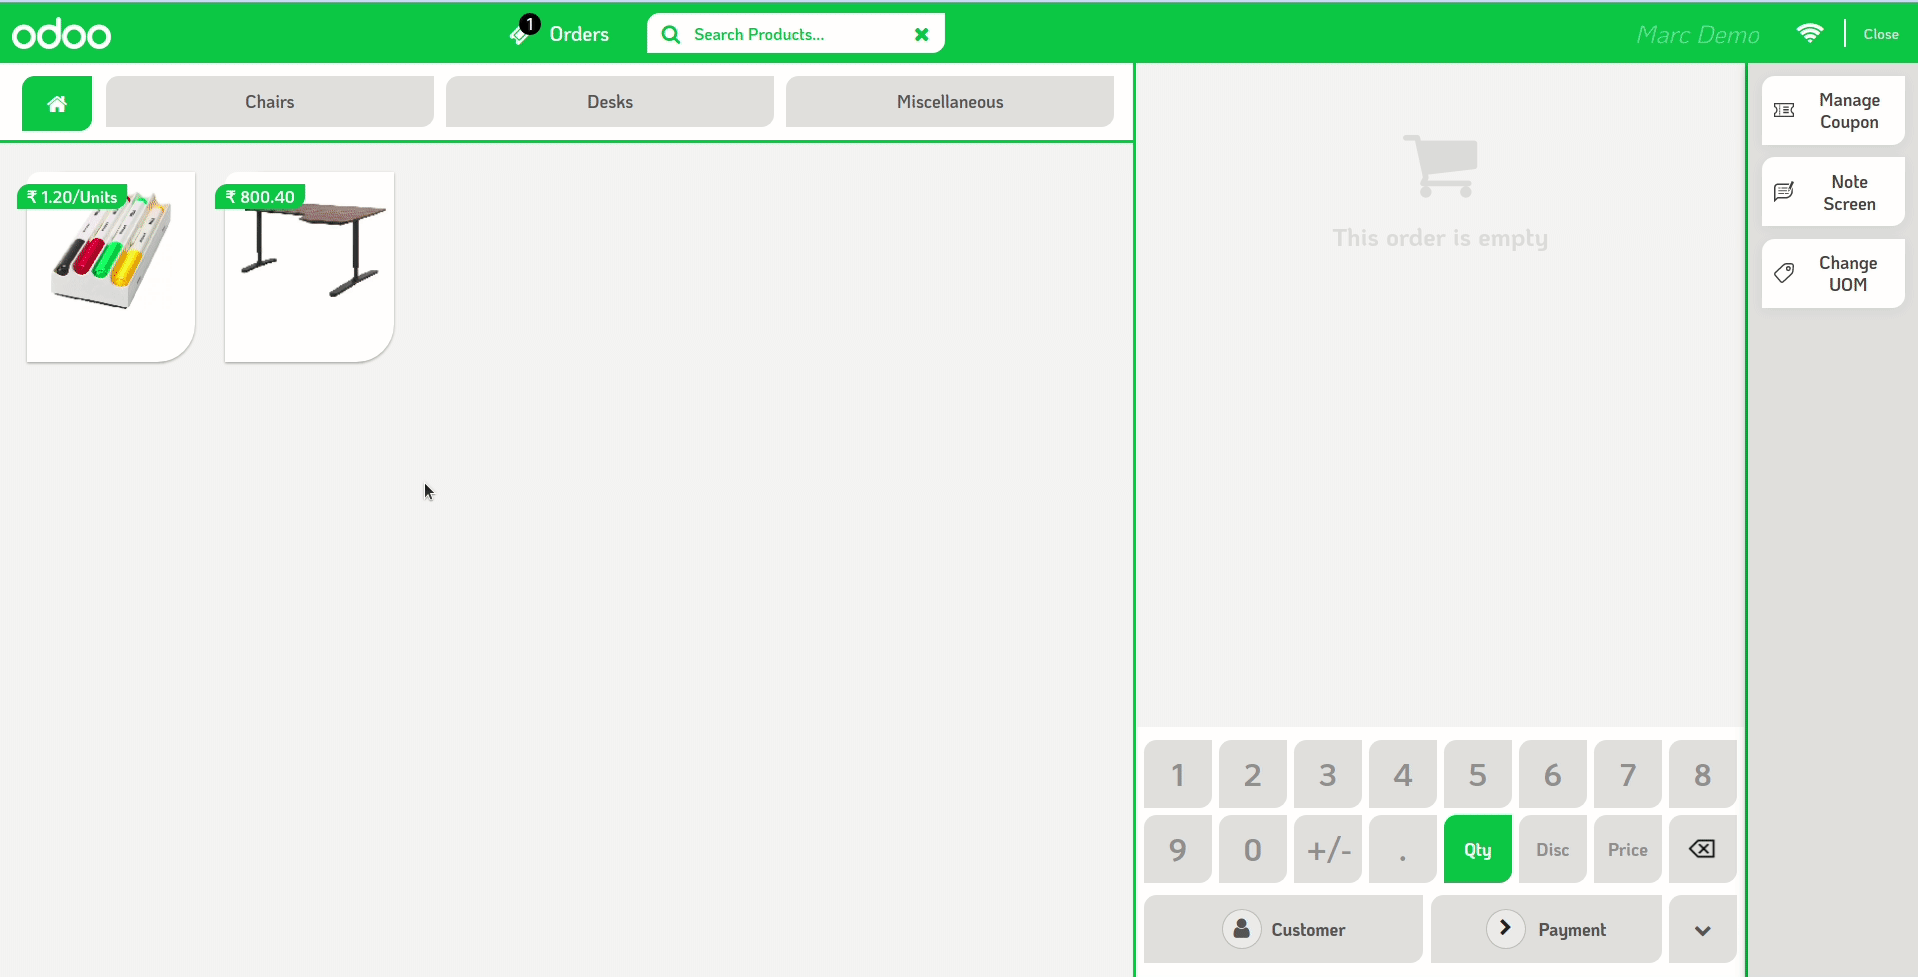 odoo
1
Orders
Search Products...
Marc Demo
Close
Chairs
Desks
Miscellaneous
₹ 1.20/Units
₹ 800.40
This order is empty
Manage
Coupon
Note
Screen
Change
UOM
1 2 3 4 5 6 7 8
9 0 +/- . Qty Disc Price
Customer
Payment